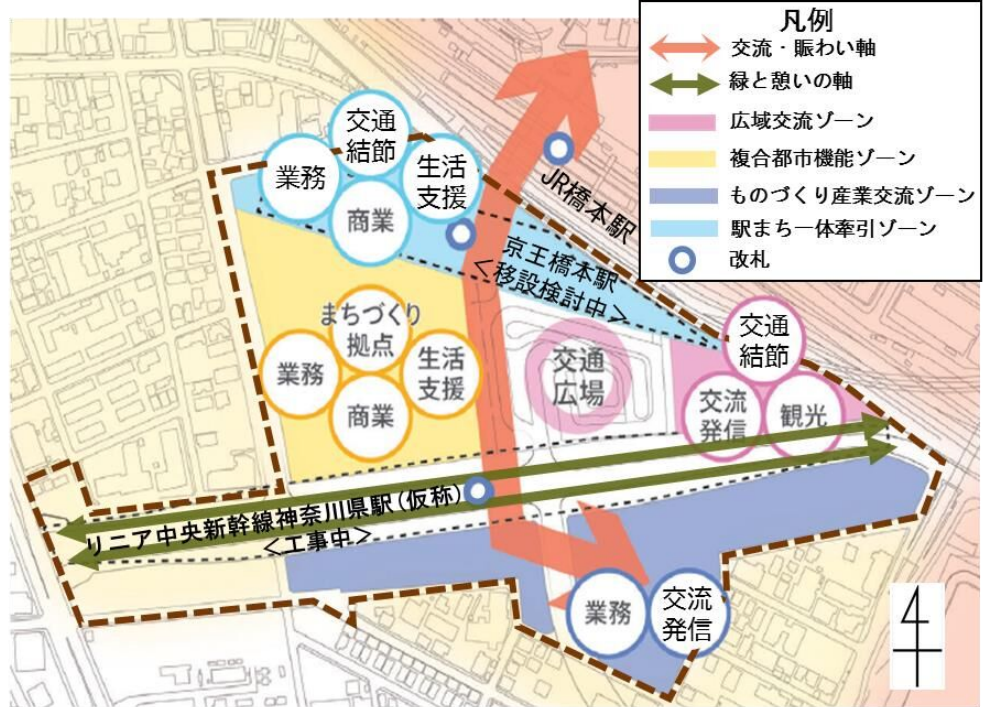 凡例
交流・賑わい軸
緑と憩いの軸
広域交流ゾーン
複合都市機能ゾーン
ものづくり産業交流ゾーン
駅まち一体牽引ゾーン
改札
交通
結節
業務
生活
支援
商業
JR橋本駅
京王橋本駅
<移設検討中>
まちづくり
拠点
業務
生活
支援
商業
交通
広場
交通
結節
交流
発信
観光
リニア中央新幹線神奈川県駅(仮称)
<工事中>
業務
交流
発信